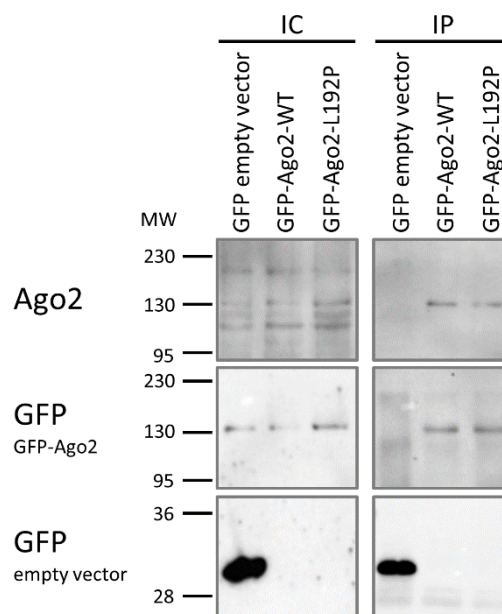 IC IP
GFP empty vector
GFP-Ago2-WT
GFP-Ago2-L192P
GFP empty vector
GFP-Ago2-WT
GFP-Ago2-L192P
MW
Ago2
230
130
95
GFP
GFP-Ago2
230
130
95
GFP
empty vector
36
28